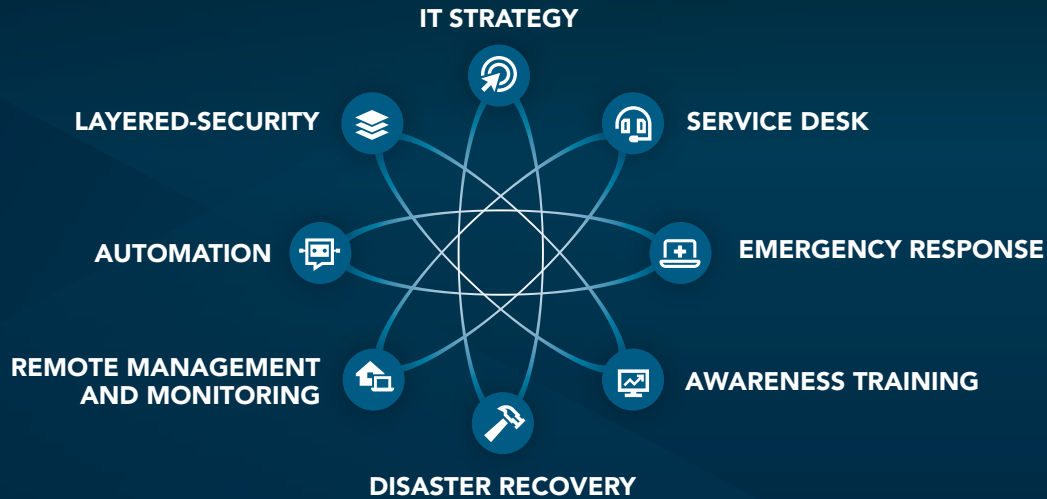 IT STRATEGY
LAYERED-SECURITY
SERVICE DESK
AUTOMATION
EMERGENCY RESPONSE
REMOTE MANAGEMENT
AND MONITORING
AWARENESS TRAINING
DISASTER RECOVERY